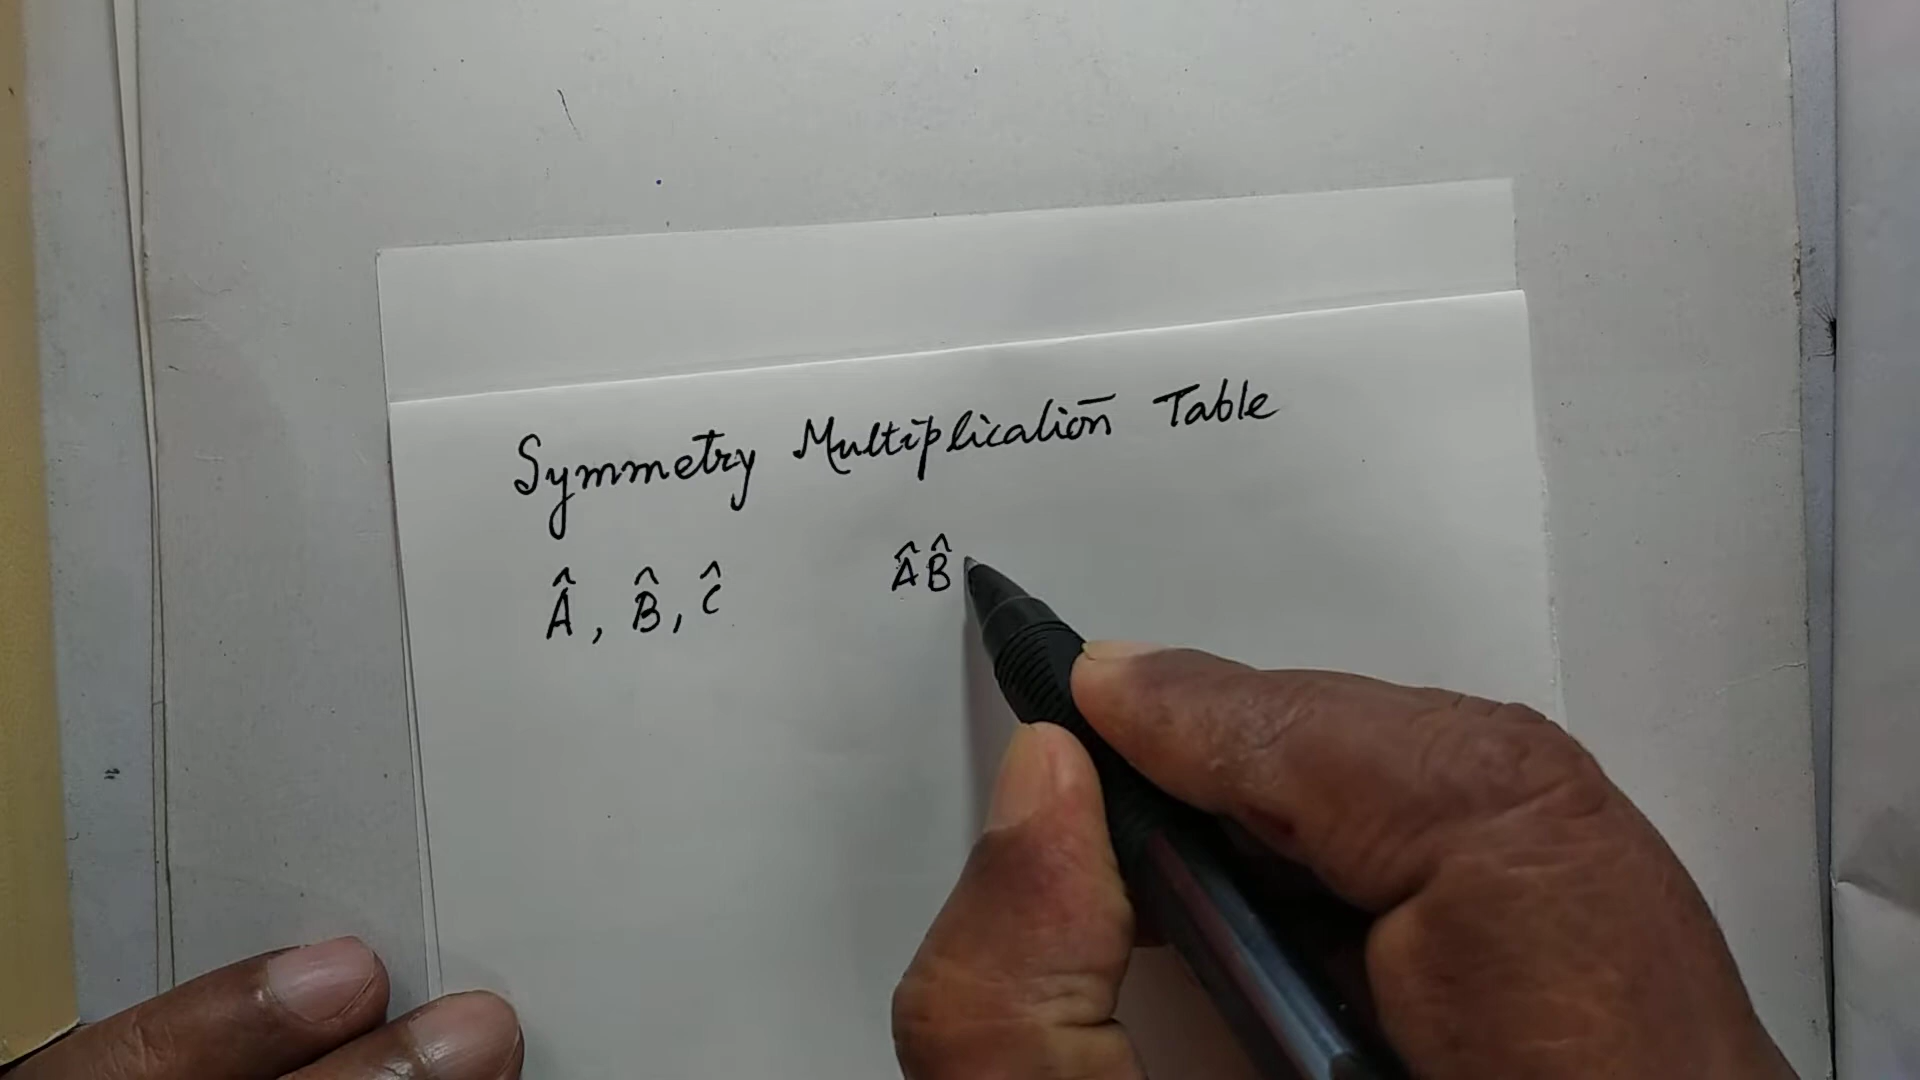 Symmetry Multiplication Table
Â, B̂, Ĉ ÂB̂